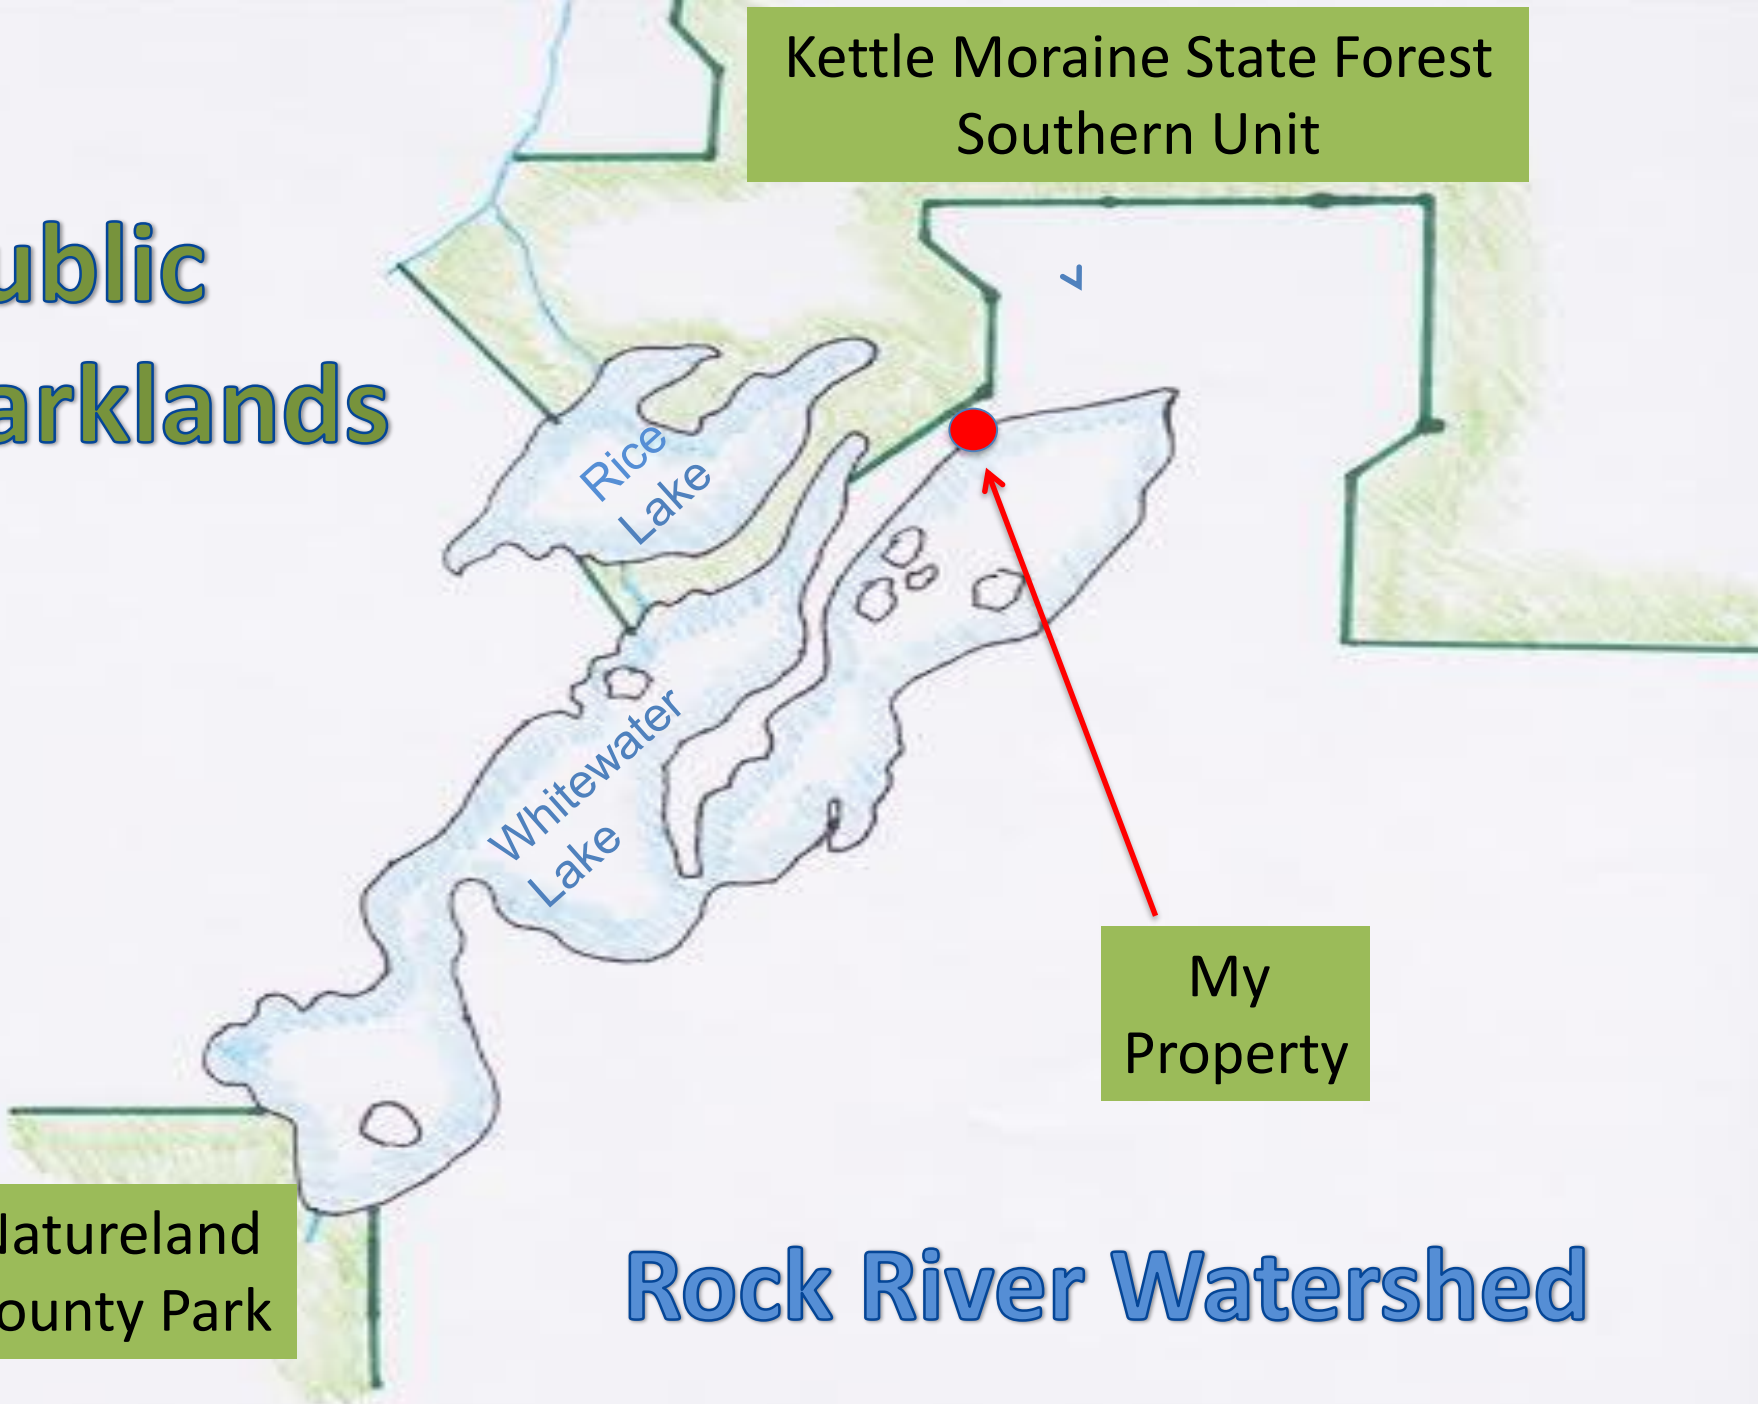 Kettle Moraine State Forest
Southern Unit
ublic
arklands
Rice
Lake
Whitewater
Lake
My
Property
Natureland
ounty Park
Rock River Watershed